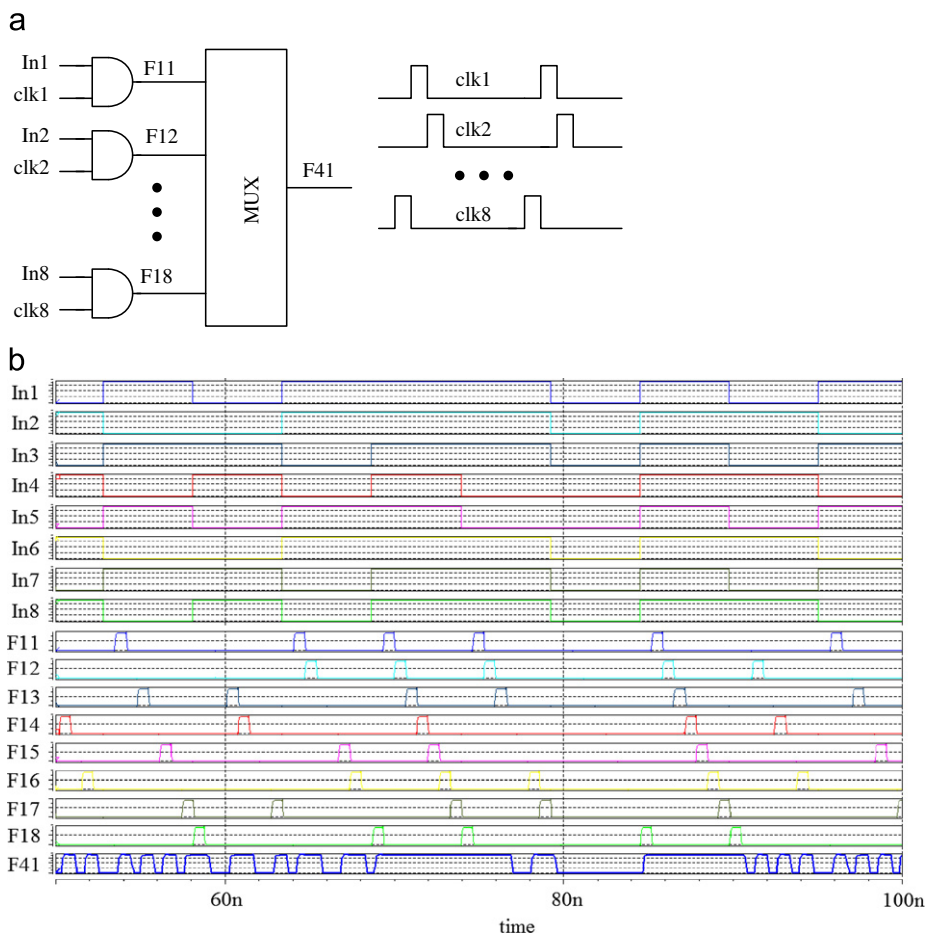 a
In1
clk1
F11
In2
clk2
F12
In8
clk8
F18
MUX
F41
clk1
clk2
clk8
b
In1
In2
In3
In4
In5
In6
In7
In8
F11
F12
F13
F14
F15
F16
F17
F18
F41
60n 80n 100n
time